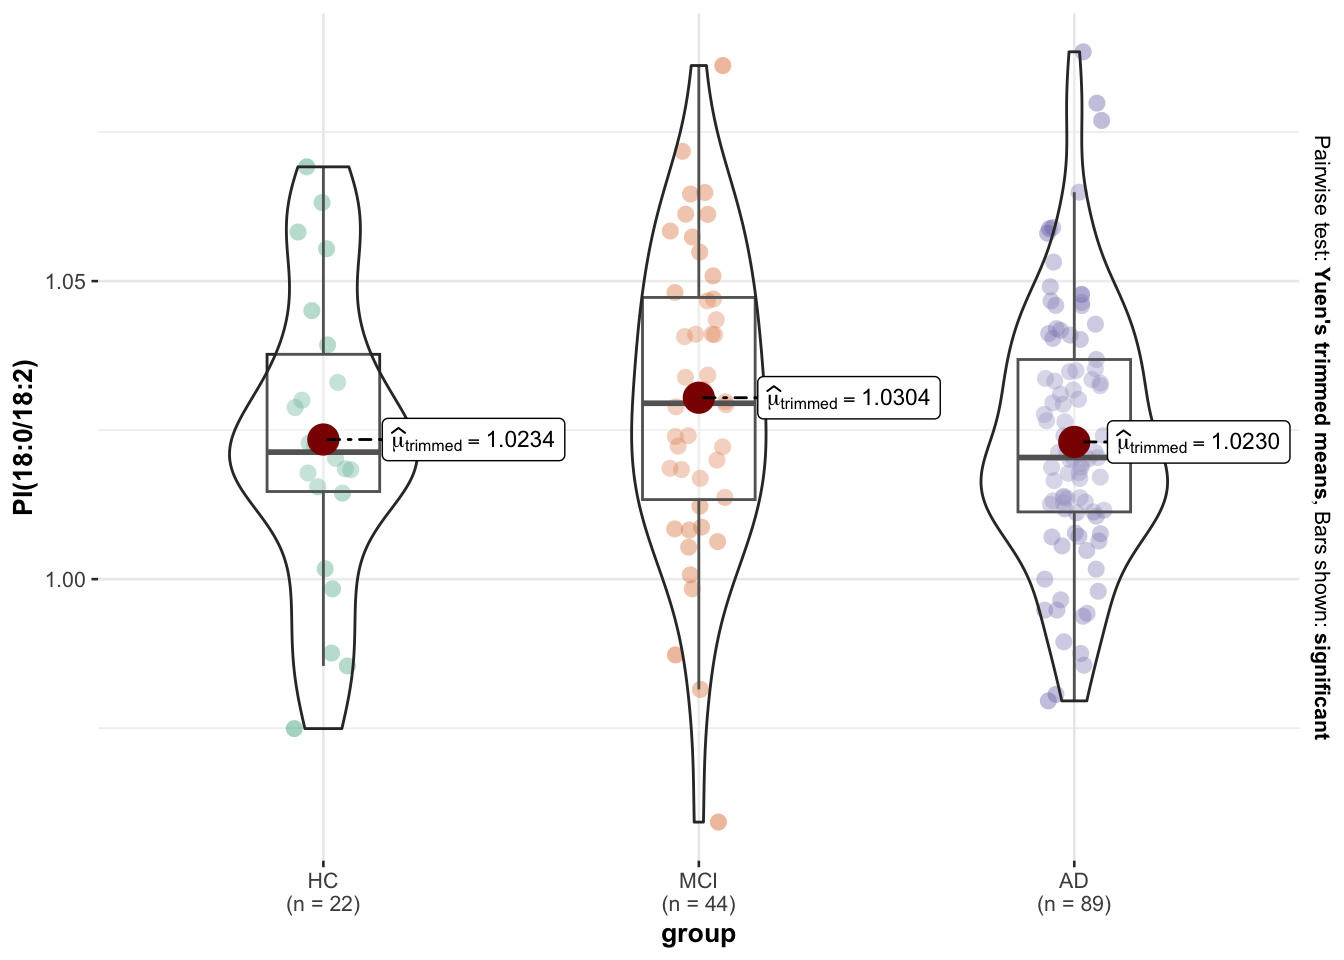 PI(18:0/18:2)
1.05
1.00
μ̂trimmed = 1.0234
μ̂trimmed = 1.0304
μ̂trimmed = 1.0230
HC
(n = 22)
MCI
(n = 44)
AD
(n = 89)
group
Pairwise test: Yuen's trimmed means, Bars shown: significant